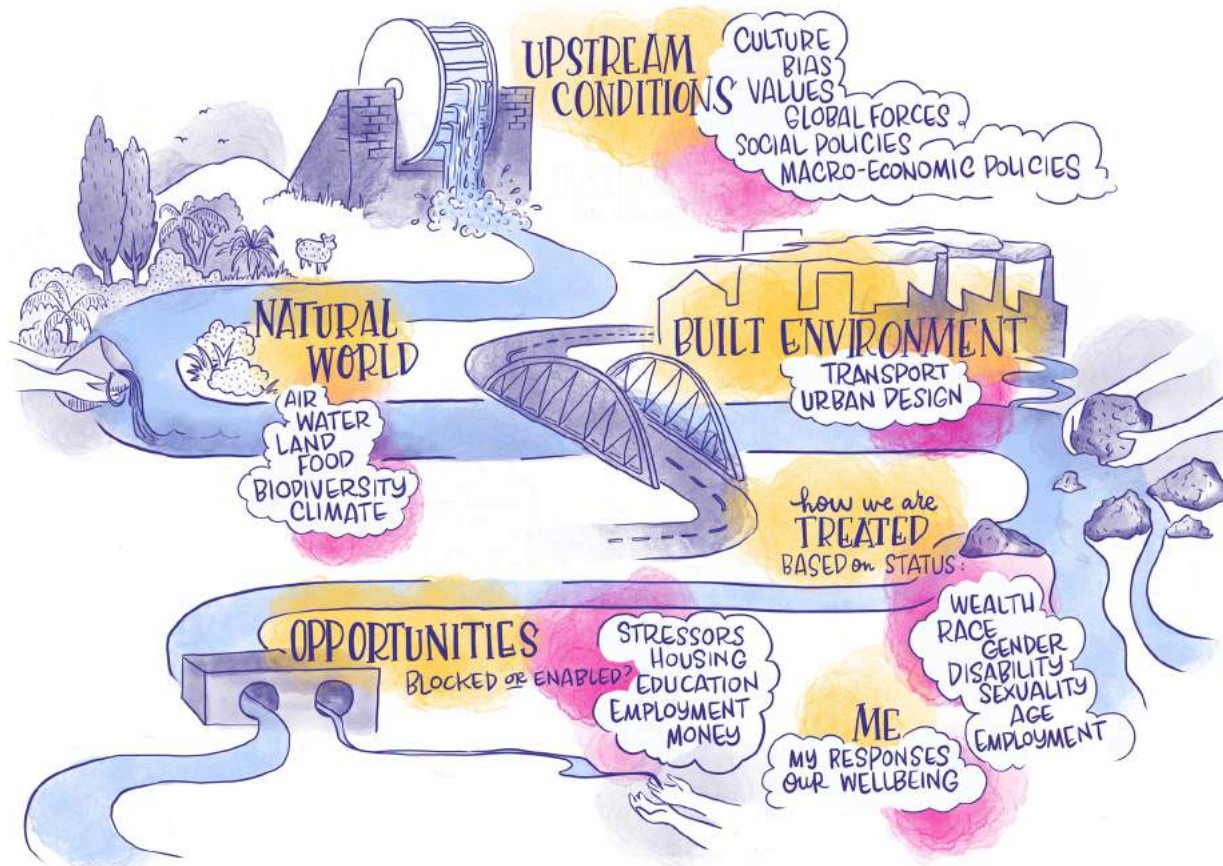 UPSTREAM
CONDITIONS
CULTURE
BIAS
VALUES
GLOBAL FORCES
SOCIAL POLICIES
MACRO-ECONOMIC POLICIES
NATURAL
WORLD
AIR
WATER
LAND
FOOD
BIODIVERSITY
CLIMATE
BUILT ENVIRONMENT
TRANSPORT
URBAN DESIGN
how we are
TREATED
BASED on STATUS:
WEALTH
RACE
GENDER
DISABILITY
SEXUALITY
AGE
EMPLOYMENT
OPPORTUNITIES
BLOCKED OR ENABLED?
STRESSORS
HOUSING
EDUCATION
EMPLOYMENT
MONEY
ME
MY RESPONSES
OUR WELLBEING